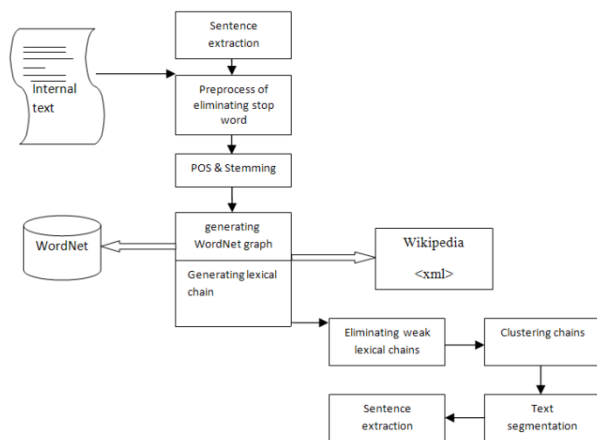 Sentence
extraction
Internal
text
Preprocess of
eliminating stop
word
POS & Stemming
generating
WordNet graph
WordNet
Wikipedia
<xml>
Generating lexical
chain
Eliminating weak
lexical chains
Clustering chains
Sentence
extraction
Text
segmentation